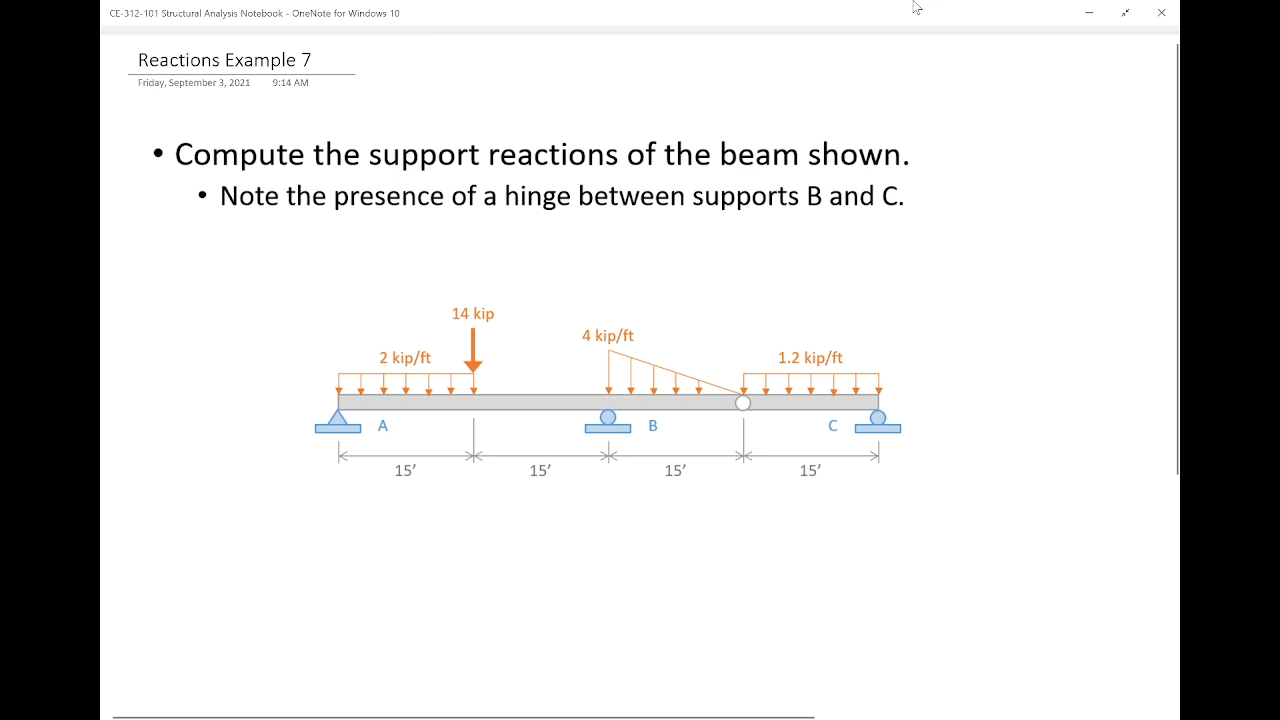 CE-312-101 Structural Analysis Notebook - OneNote for Windows 10
Reactions Example 7
Friday, September 3, 2021 9:14 AM
• Compute the support reactions of the beam shown.
• Note the presence of a hinge between supports B and C.
14 kip
4 kip/ft
2 kip/ft
1.2 kip/ft
A
B
C
15’
15’
15’
15’